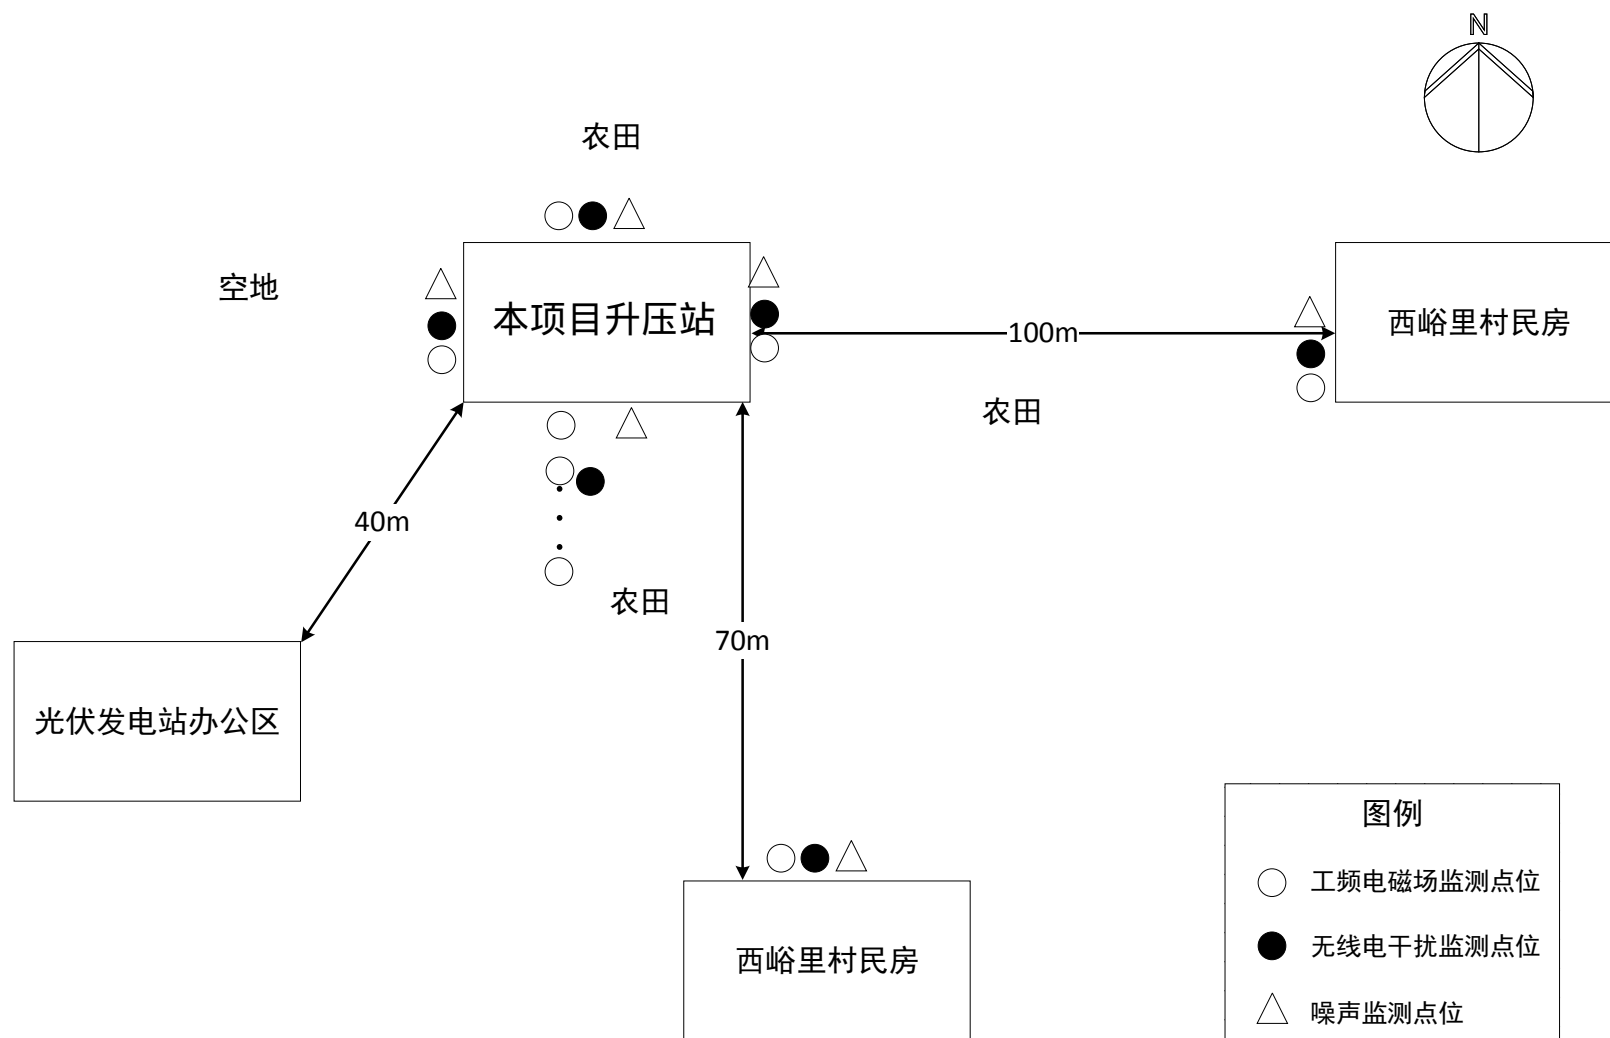 N
农田
空地
本项目升压站
100m
西峪里村民房
农田
40m
农田
70m
光伏发电站办公区
西峪里村民房
图例
工频电磁场监测点位
无线电干扰监测点位
噪声监测点位